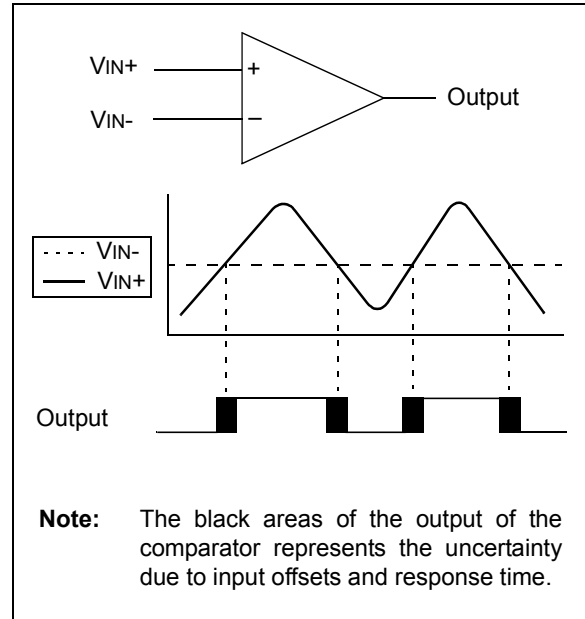 VIN+
+
Output
VIN-
–
VIN-
VIN+
Output
Note: The black areas of the output of the
comparator represents the uncertainty
due to input offsets and response time.